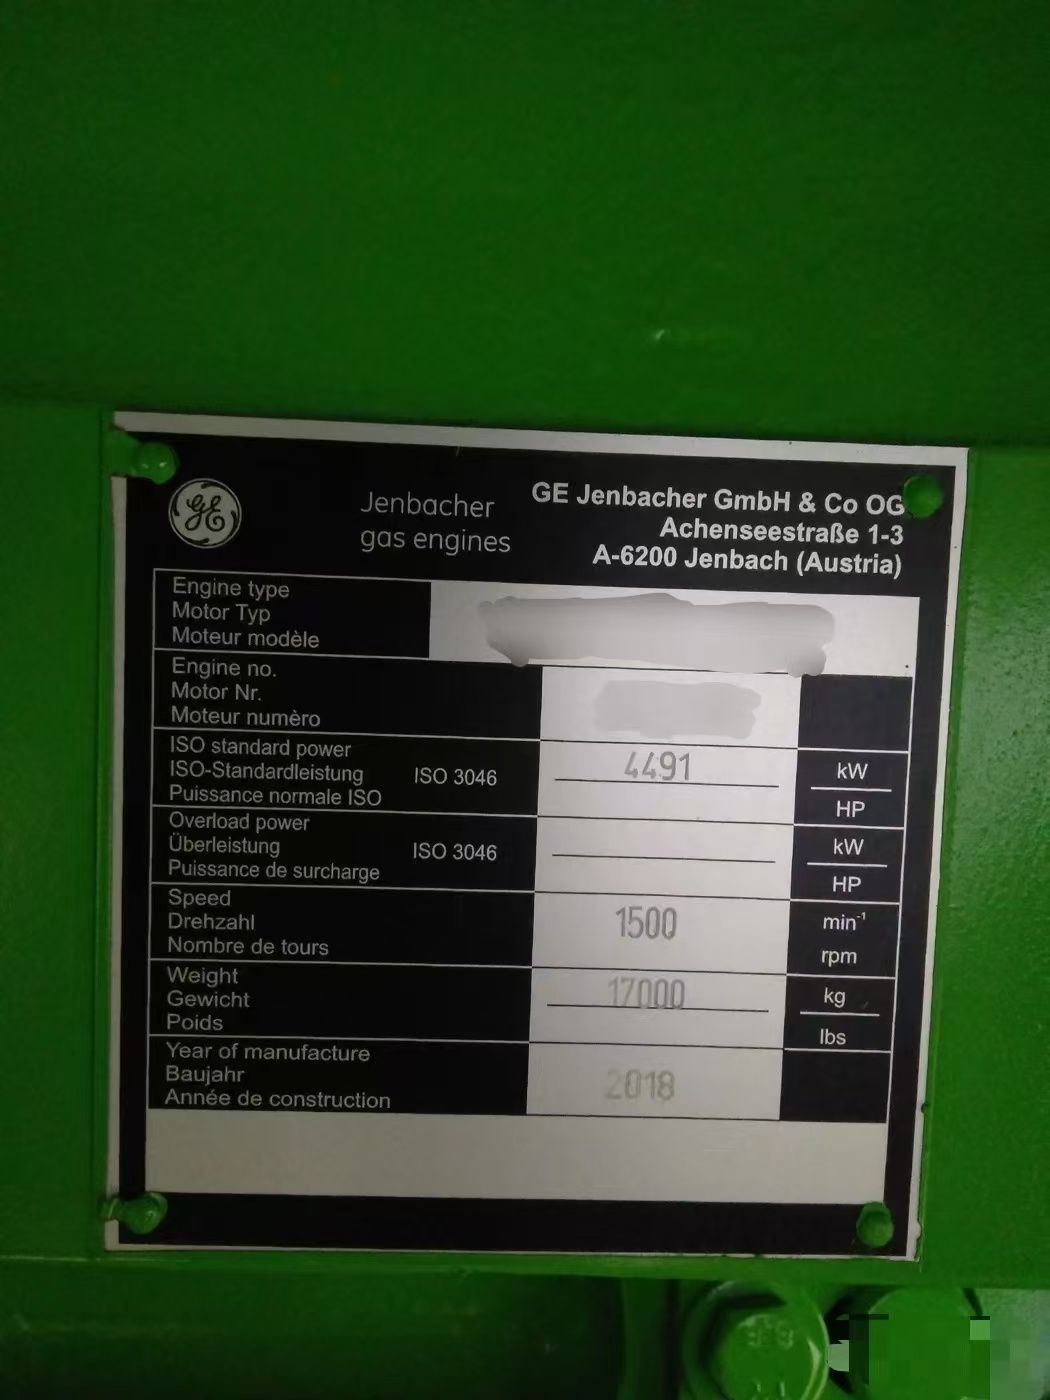 GE
Jenbacher
gas engines
GE Jenbacher GmbH & Co OG
Achenseestraße 1-3
A-6200 Jenbach (Austria)
Engine type
Motor Typ
Moteur modèle
Engine no.
Motor Nr.
Moteur numèro
ISO standard power
ISO-Standardleistung ISO 3046
Puissance normale ISO
4491
kW
HP
Overload power
Überleistung ISO 3046
Puissance de surcharge
kW
HP
Speed
Drehzahl
Nombre de tours
1500
min⁻¹
rpm
Weight
Gewicht
Poids
17000
kg
lbs
Year of manufacture
Baujahr
Année de construction
2018